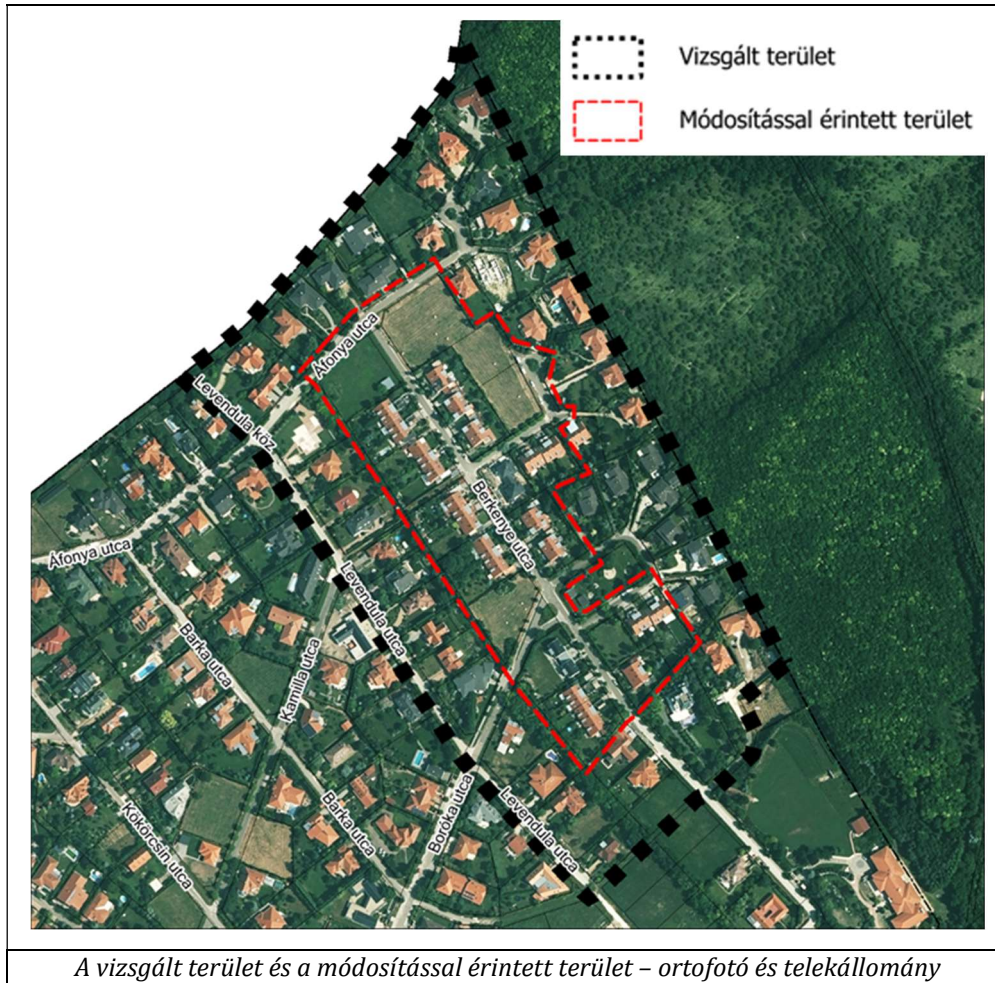 Vizsgált terület
Módosítással érintett terület
Áfonya utca
Levendula köz
Berkenye utca
Áfonya utca
Levendula utca
Barka utca
Kamilla utca
Kökörcsin utca
Barka utca
Boróka utca
Levendula utca
A vizsgált terület és a módosítással érintett terület – ortofotó és telekállomány